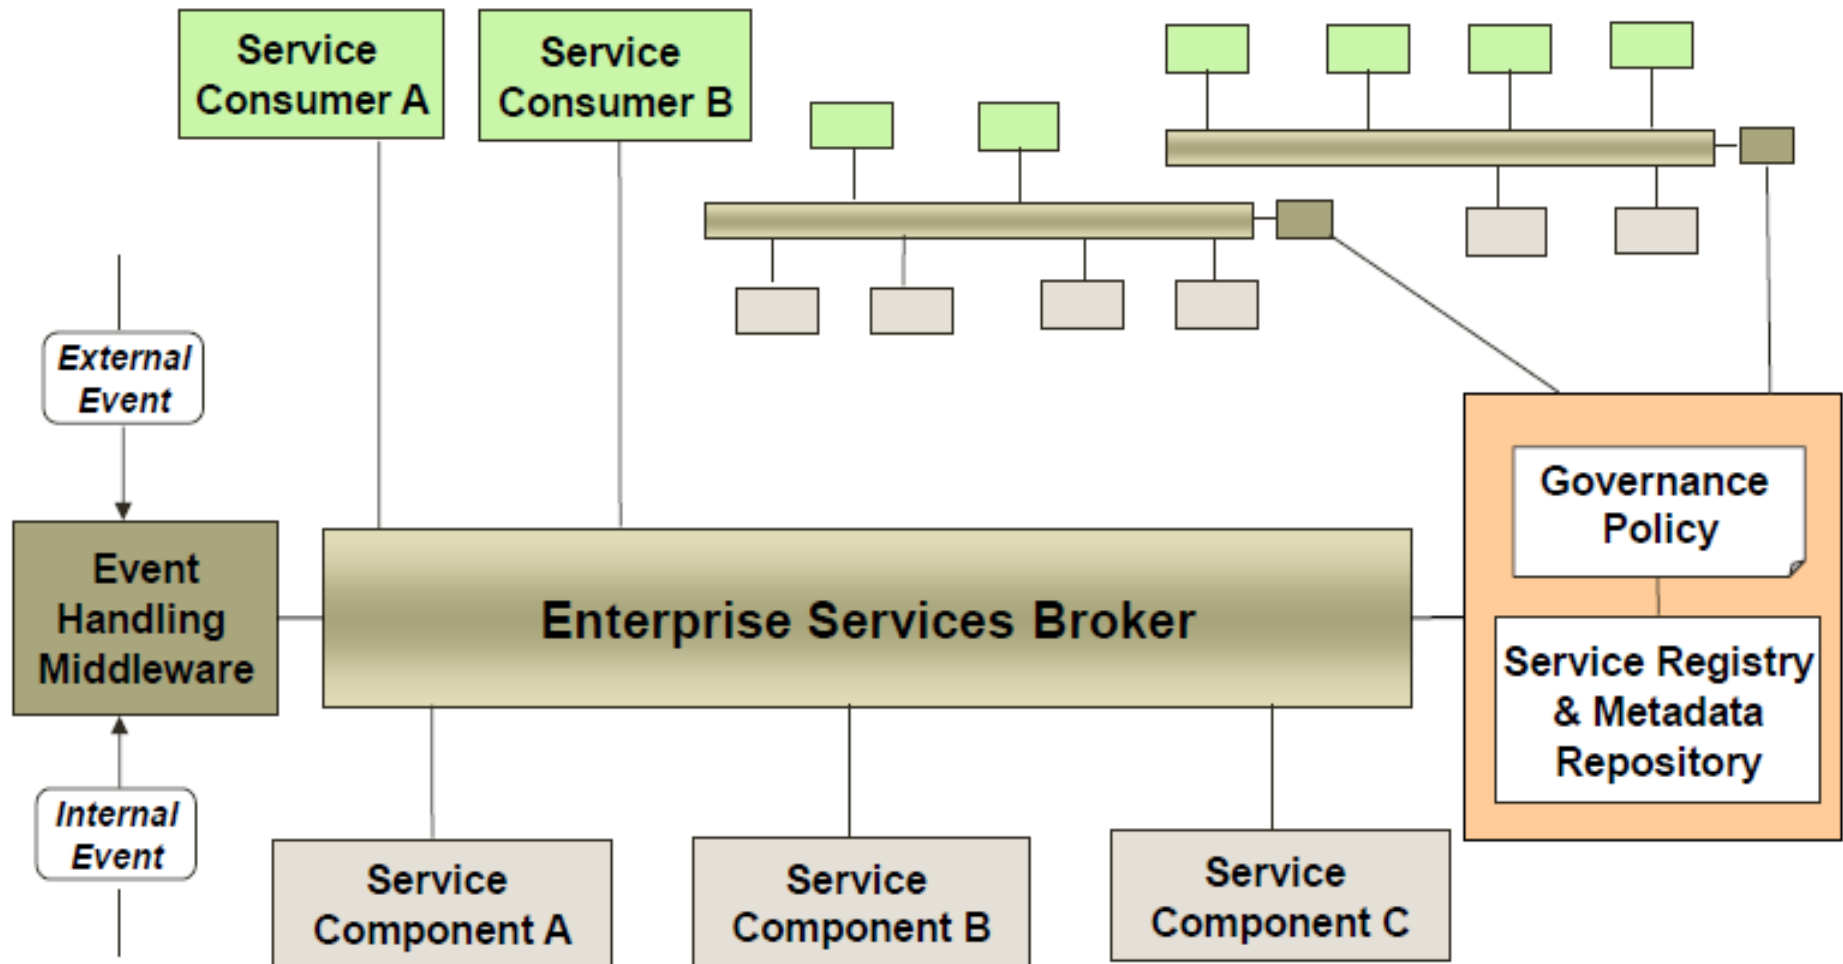 Service
Consumer A
Service
Consumer B
External
Event
Event
Handling
Middleware
Enterprise Services Broker
Governance
Policy
Service Registry
& Metadata
Repository
Internal
Event
Service
Component A
Service
Component B
Service
Component C